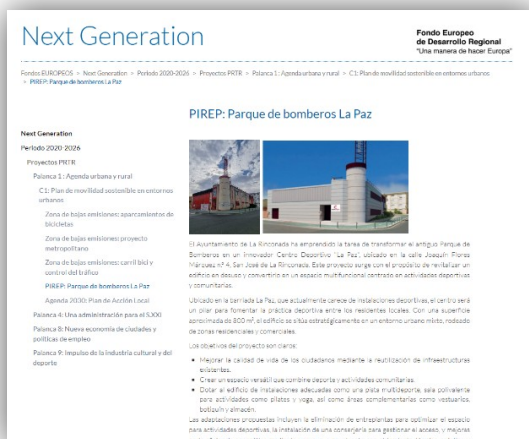 Next Generation
Fondo Europeo
de Desarrollo Regional
"Una manera de hacer Europa"
Fondos EUROPEOS > Next Generation > Período 2020-2026 > Proyectos PRTR > Palanca 1: Agenda urbana y rural > C1: Plan de movilidad sostenible en entornos urbanos
> PIREP: Parque de bomberos La Paz
PIREP: Parque de bomberos La Paz
Next Generation
Período 2020-2026
Proyectos PRTR
Palanca 1: Agenda urbana y rural
C1: Plan de movilidad sostenible en entornos
urbanos
Zona de bajas emisiones: aparcamientos de
bicicletas
Zona de bajas emisiones: proyecto
metropolitano
Zona de bajas emisiones: carril bici y
control del tráfico
PIREP: Parque de bomberos La Paz
Agenda 2030: Plan de Acción Local
Palanca 4: Una administración para el S.XXI
Palanca 8: Nueva economía de ciudades y
políticas de empleo
Palanca 9: Impulso de la industria cultural y del
deporte
El Ayuntamiento de La Rinconada ha emprendido la tarea de transformar el antiguo Parque de
Bomberos en un innovador Centro Deportivo "La Paz", ubicado en la calle Joaquín Flores
Márquez nº 4, San José de La Rinconada. Este proyecto surge con el propósito de revitalizar un
edificio en desuso y convertirlo en un espacio multifuncional centrado en actividades deportivas
y comunitarias.
Ubicado en la barriada La Paz, que actualmente carece de instalaciones deportivas, el centro será
un pilar para fomentar la práctica deportiva entre los residentes locales. Con una superficie
aproximada de 800 m², el edificio se sitúa estratégicamente en un entorno urbano mixto, rodeado
de zonas residenciales y comerciales.
Los objetivos del proyecto son claros:
• Mejorar la calidad de vida de los ciudadanos mediante la reutilización de infraestructuras
existentes.
• Crear un espacio versátil que combine deporte y actividades comunitarias.
• Dotar al edificio de instalaciones adecuadas como una pista multideporte, sala polivalente
para actividades como pilates y yoga, así como áreas complementarias como vestuarios,
botiquín y almacén.
Las adaptaciones propuestas incluyen la eliminación de entreplantas para optimizar el espacio
para actividades deportivas, la instalación de una conserjería para gestionar el acceso, y mejoras